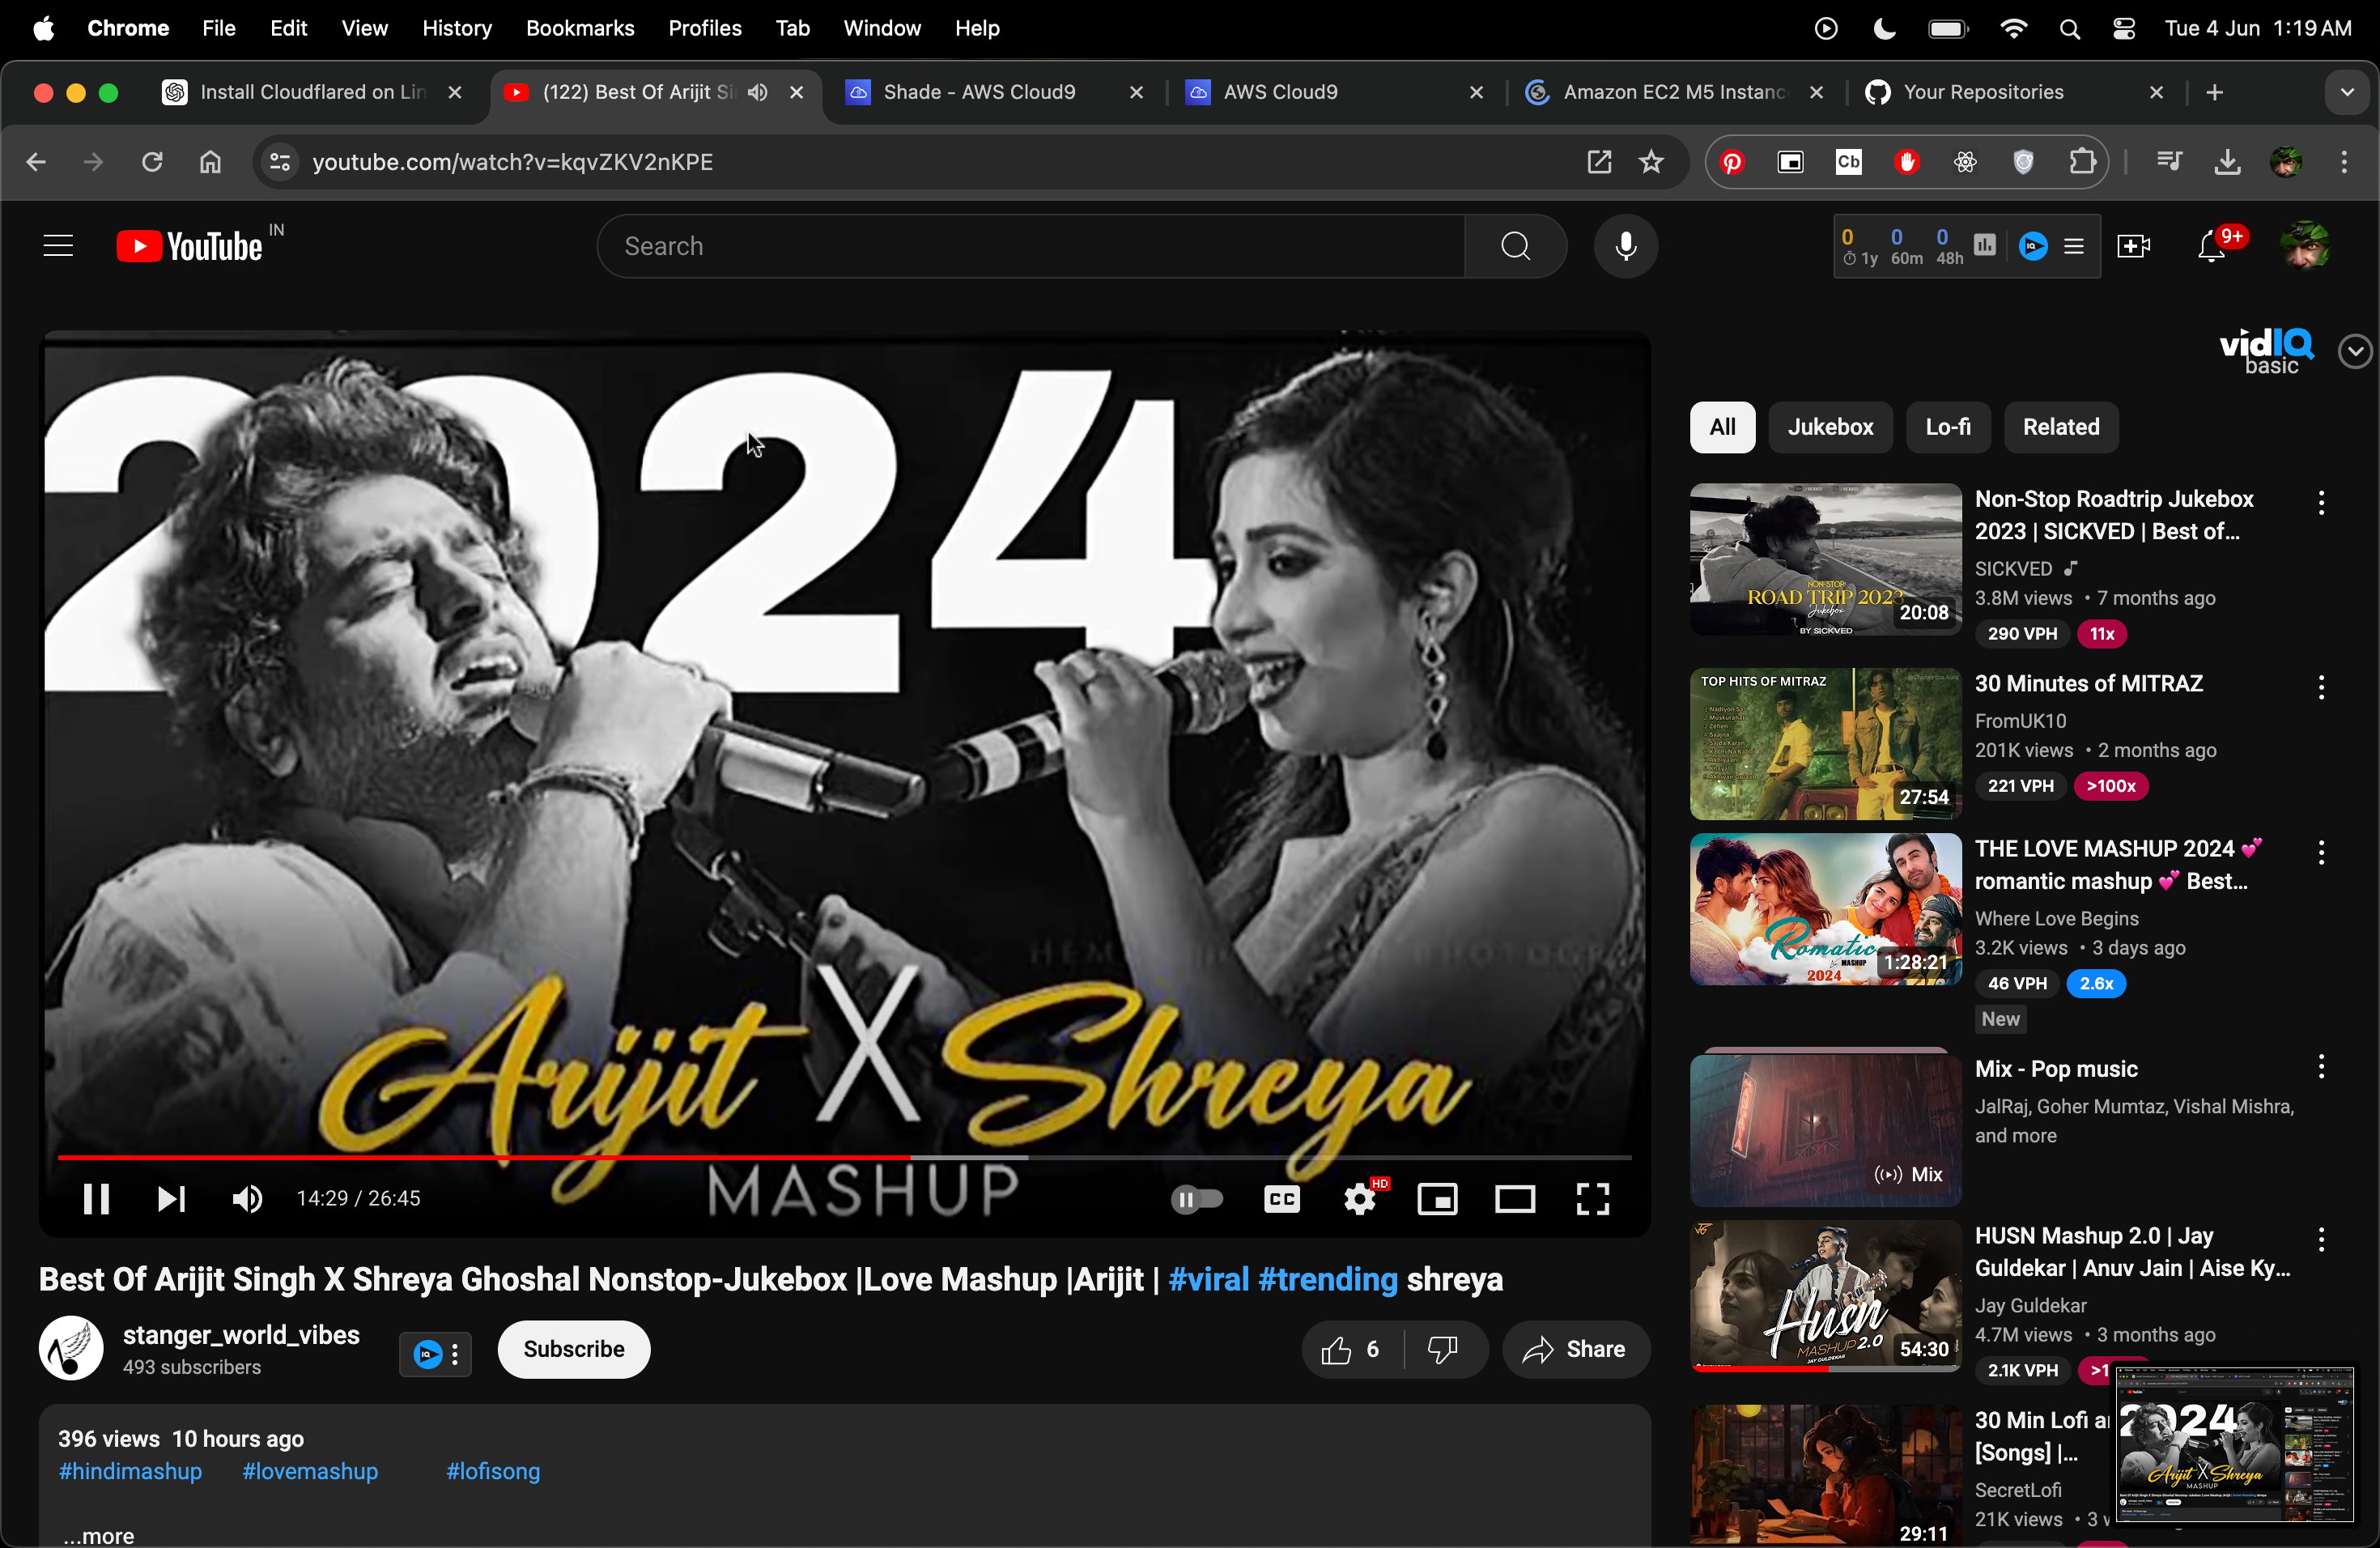 Chrome File Edit View History Bookmarks Profiles Tab Window Help Tue 4 Jun 1:19 AM
Install Cloudflared on Lin (122) Best Of Arijit Si Shade - AWS Cloud9 AWS Cloud9 Amazon EC2 M5 Instanc Your Repositories
youtube.com/watch?v=kqvZKV2nKPE Cb
YouTube IN Search 0 0 0 9+
1y 60m 48h
vidIQ
basic
2024
Arijit X Shreya
MASHUP
14:29 / 26:45 CC HD
Best Of Arijit Singh X Shreya Ghoshal Nonstop-Jukebox |Love Mashup |Arijit | #viral #trending shreya
stanger_world_vibes
493 subscribers
Subscribe
6 Share
396 views 10 hours ago
#hindimashup #lovemashup #lofisong
...more
All Jukebox Lo-fi Related
NON-STOP
ROAD TRIP 2023
Jukebox
BY SICKVED
20:08
Non-Stop Roadtrip Jukebox
2023 | SICKVED | Best of...
SICKVED
3.8M views • 7 months ago
290 VPH 11x
TOP HITS OF MITRAZ
27:54
30 Minutes of MITRAZ
FromUK10
201K views • 2 months ago
221 VPH >100x
Romatic
MASHUP
2024
1:28:21
THE LOVE MASHUP 2024 💕
romantic mashup 💕 Best...
Where Love Begins
3.2K views • 3 days ago
46 VPH 2.6x
New
Mix
Mix - Pop music
JalRaj, Goher Mumtaz, Vishal Mishra,
and more
Husn
MASHUP 2.0
JAY GULDEKAR
54:30
HUSN Mashup 2.0 | Jay
Guldekar | Anuv Jain | Aise Ky...
Jay Guldekar
4.7M views • 3 months ago
2.1K VPH >1
29:11
30 Min Lofi
[Songs] |...
SecretLofi
21K views • 3
2024
Arijit X Shreya
MASHUP